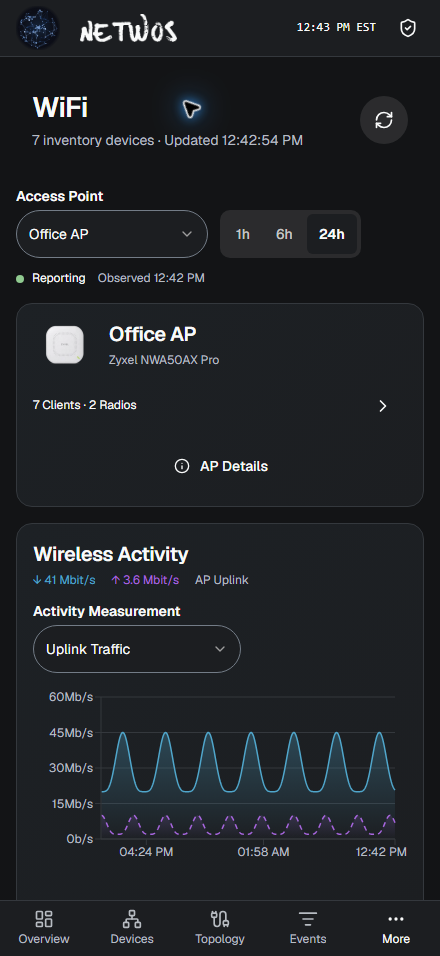 NETWOS
12:43 PM EST
WiFi
7 inventory devices · Updated 12:42:54 PM
Access Point
Office AP
1h
6h
24h
Reporting
Observed 12:42 PM
Office AP
Zyxel NWA50AX Pro
7 Clients · 2 Radios
AP Details
Wireless Activity
↓ 41 Mbit/s ↑ 3.6 Mbit/s AP Uplink
Activity Measurement
Uplink Traffic
60Mb/s
45Mb/s
30Mb/s
15Mb/s
0b/s
04:24 PM 01:58 AM 12:42 PM
Overview Devices Topology Events More